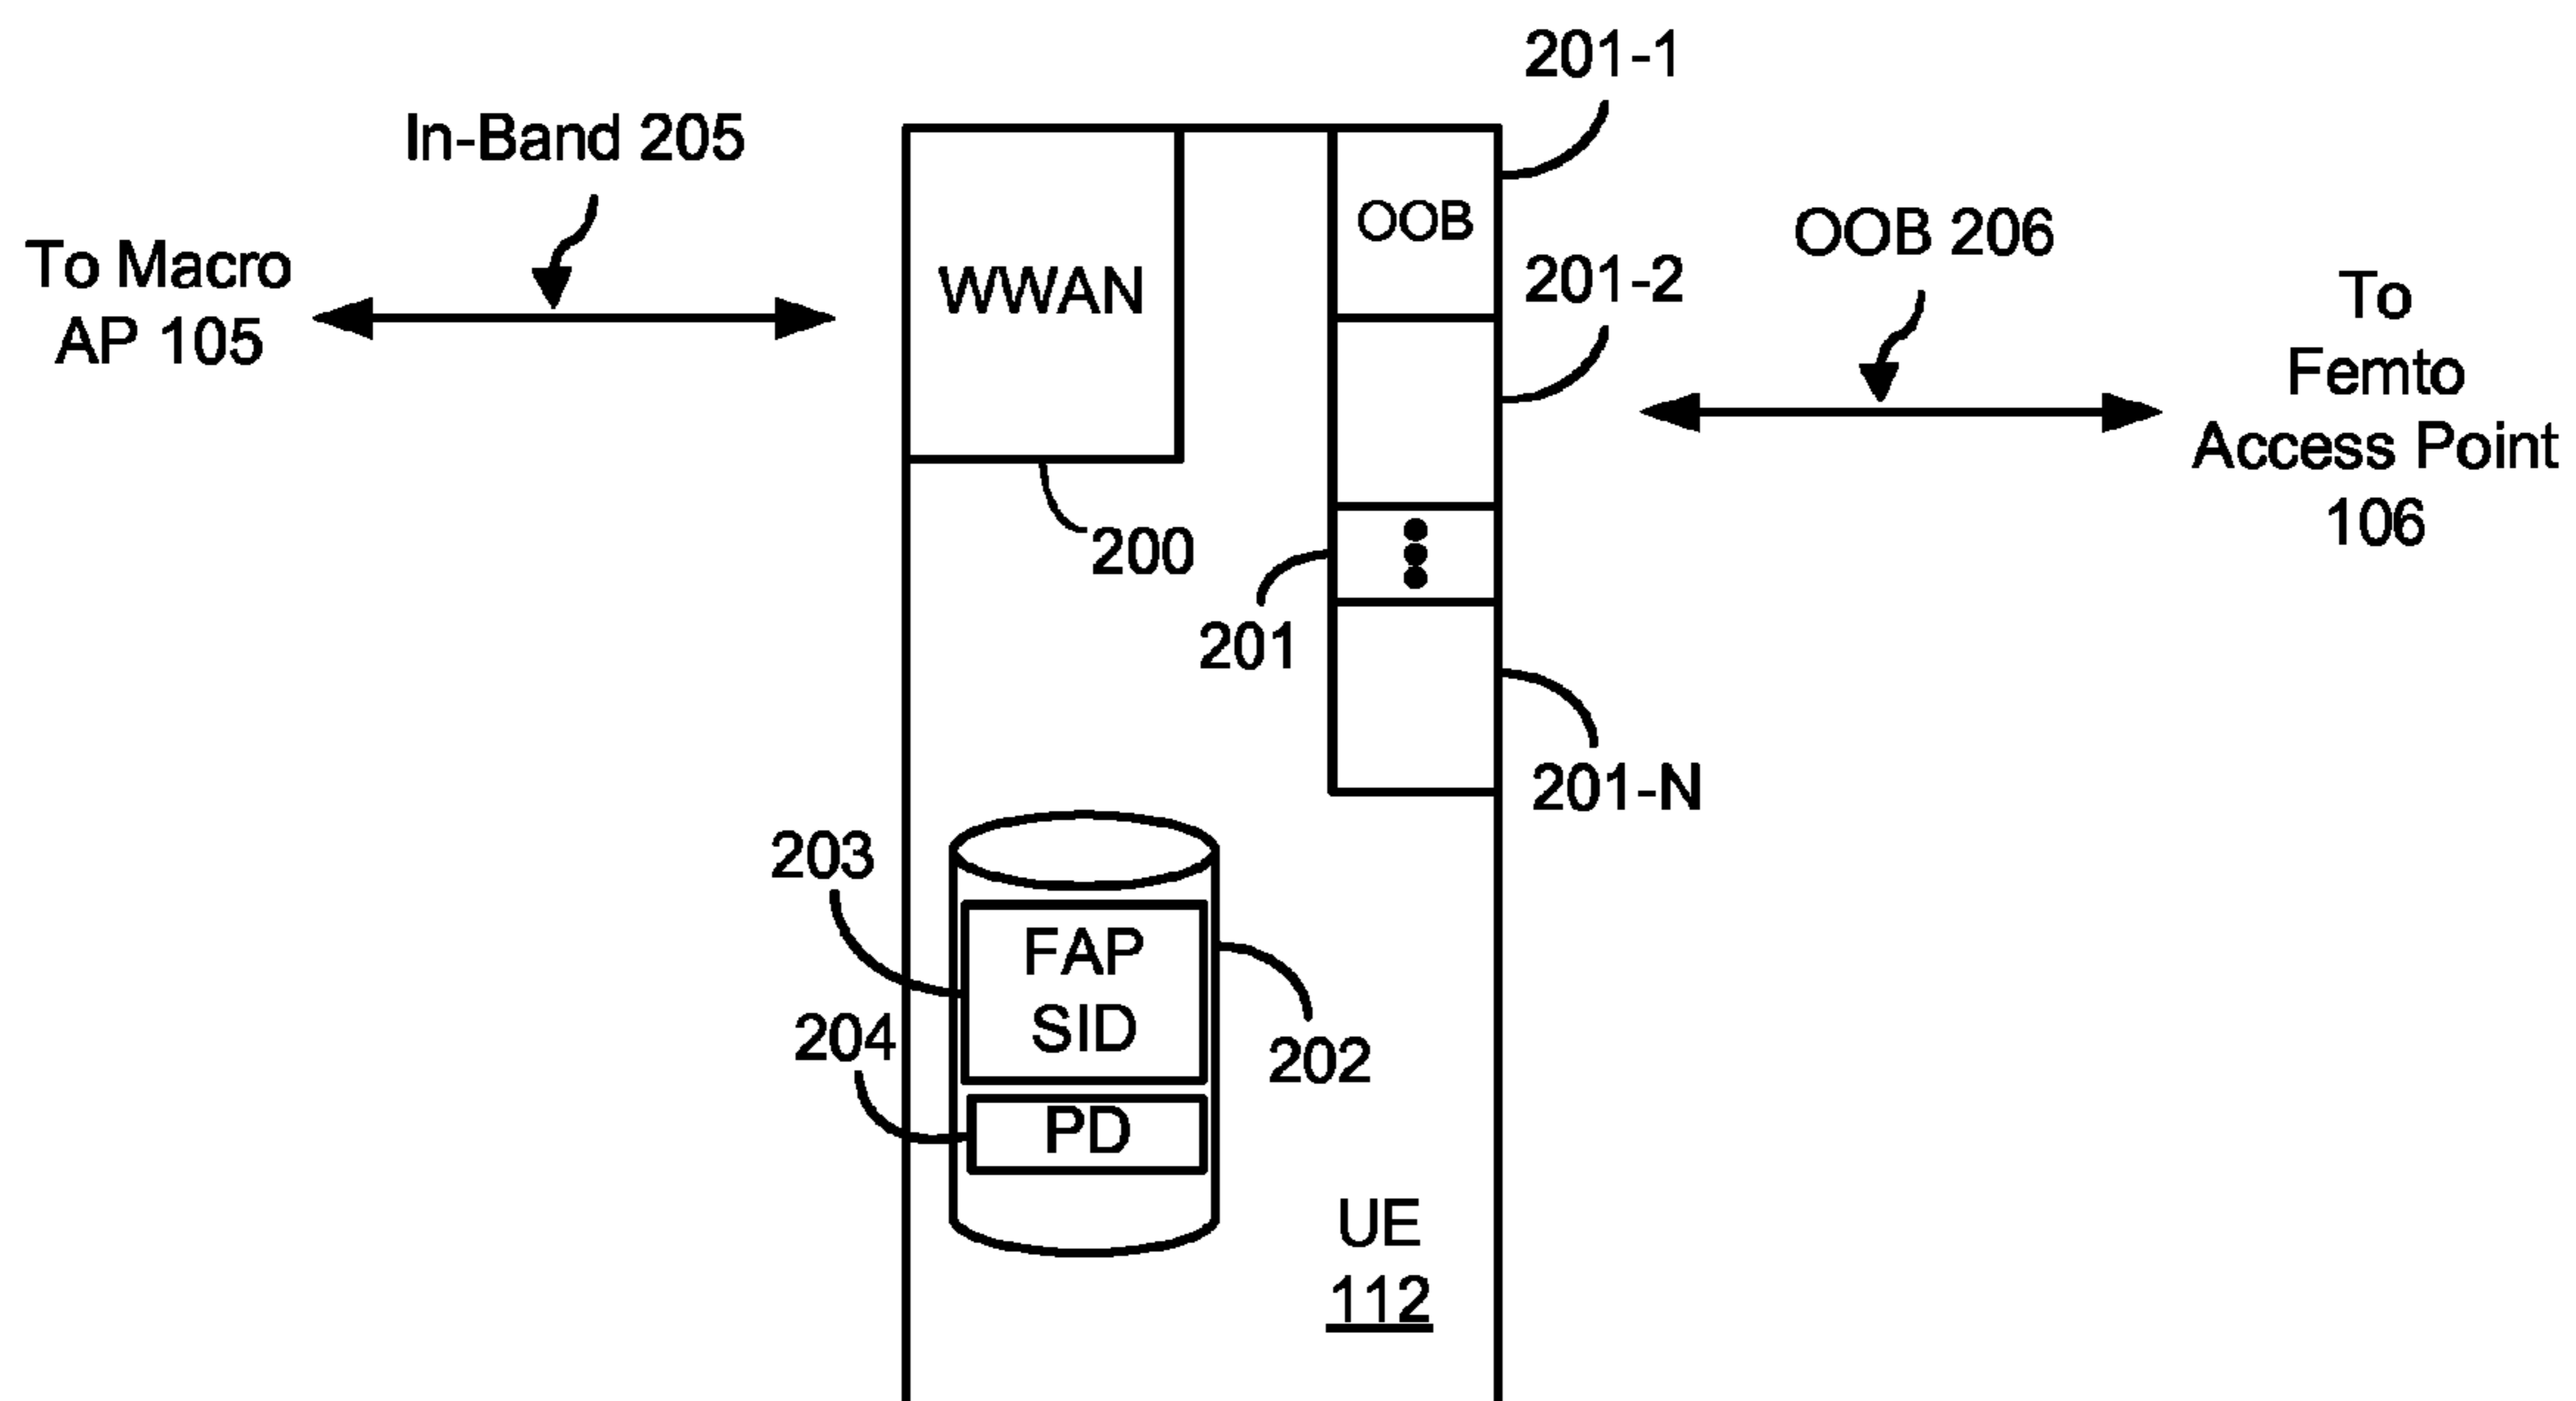 201-1
In-Band 205
To Macro
AP 105
WWAN
OOB
201-2
OOB 206
To
Femto
Access Point
106
200
201
201-N
203
FAP
SID
204
202
PD
UE
112